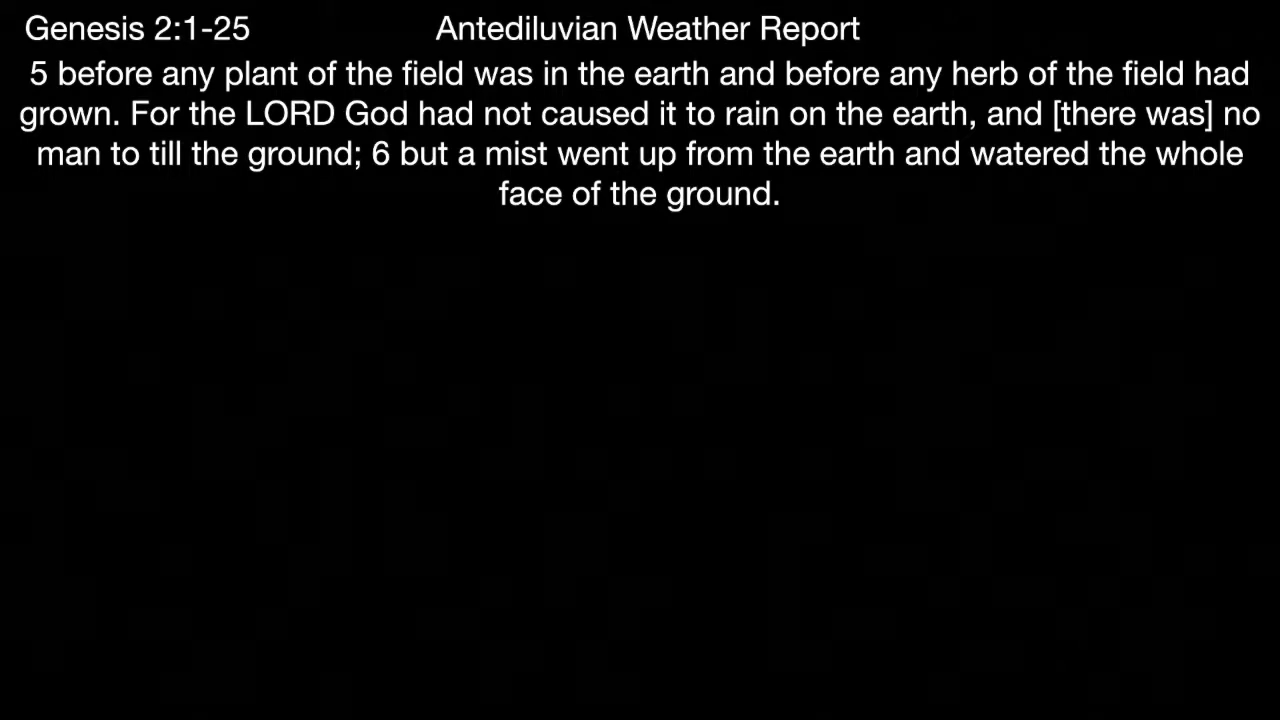 Genesis 2:1-25 Antediluvian Weather Report
5 before any plant of the field was in the earth and before any herb of the field had
grown. For the LORD God had not caused it to rain on the earth, and [there was] no
man to till the ground; 6 but a mist went up from the earth and watered the whole
face of the ground.